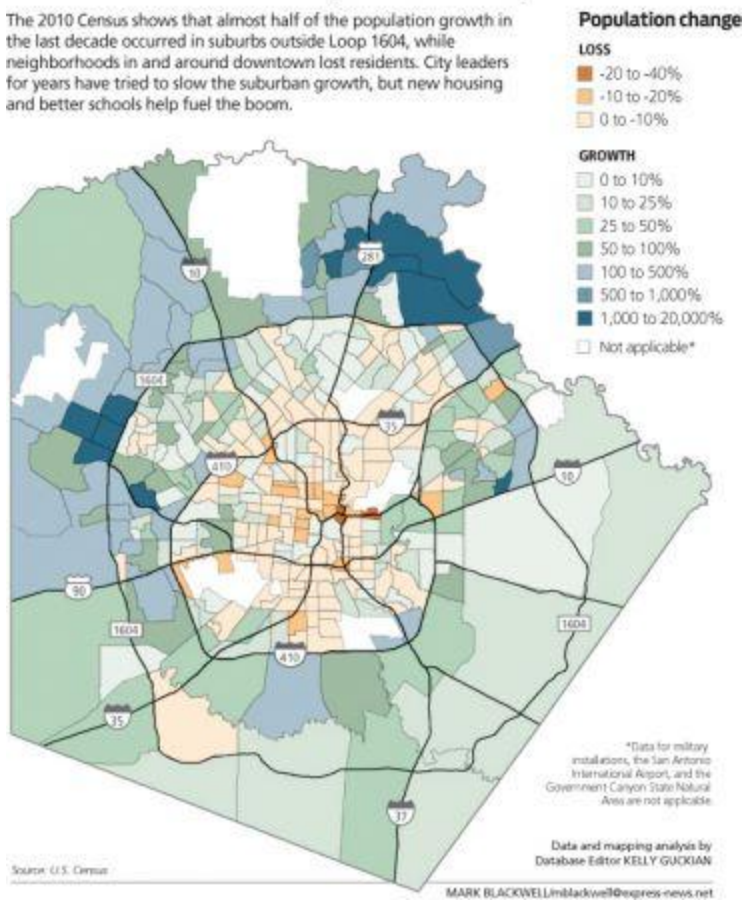 The 2010 Census shows that almost half of the population growth in
the last decade occurred in suburbs outside Loop 1604, while
neighborhoods in and around downtown lost residents. City leaders
for years have tried to slow the suburban growth, but new housing
and better schools help fuel the boom.
Population change
LOSS
-20 to -40%
-10 to -20%
0 to -10%
GROWTH
0 to 10%
10 to 25%
25 to 50%
50 to 100%
100 to 500%
500 to 1,000%
1,000 to 20,000%
Not applicable*
281
10
1604
35
410
10
90
1604
1604
410
35
37
*Data for military
installations, the San Antonio
International Airport, and the
Government Canyon State Natural
Area are not applicable
Data and mapping analysis by
Database Editor KELLY GUCKIAN
Source: U.S. Census
MARK BLACKWELL/mblackwell@express-news.net